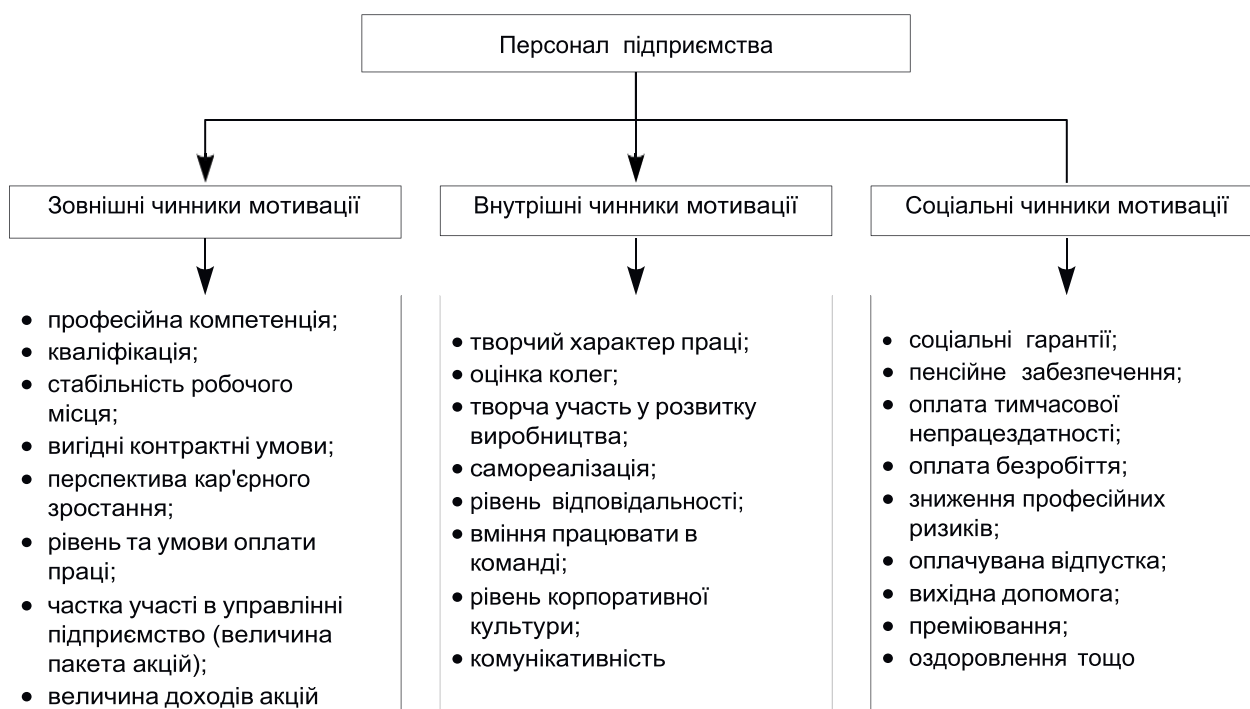 Персонал підприємства
Зовнішні чинники мотивації
Внутрішні чинники мотивації
Соціальні чинники мотивації
• професійна компетенція;
• кваліфікація;
• стабільність робочого
місця;
• вигідні контрактні умови;
• перспектива кар'єрного
зростання;
• рівень та умови оплати
праці;
• частка участі в управлінні
підприємство (величина
пакета акцій);
• величина доходів акцій
• творчий характер праці;
• оцінка колег;
• творча участь у розвитку
виробництва;
• самореалізація;
• рівень відповідальності;
• вміння працювати в
команді;
• рівень корпоративної
культури;
• комунікативність
• соціальні гарантії;
• пенсійне забезпечення;
• оплата тимчасової
непрацездатності;
• оплата безробіття;
• зниження професійних
ризиків;
• оплачувана відпустка;
• вихідна допомога;
• преміювання;
• оздоровлення тощо